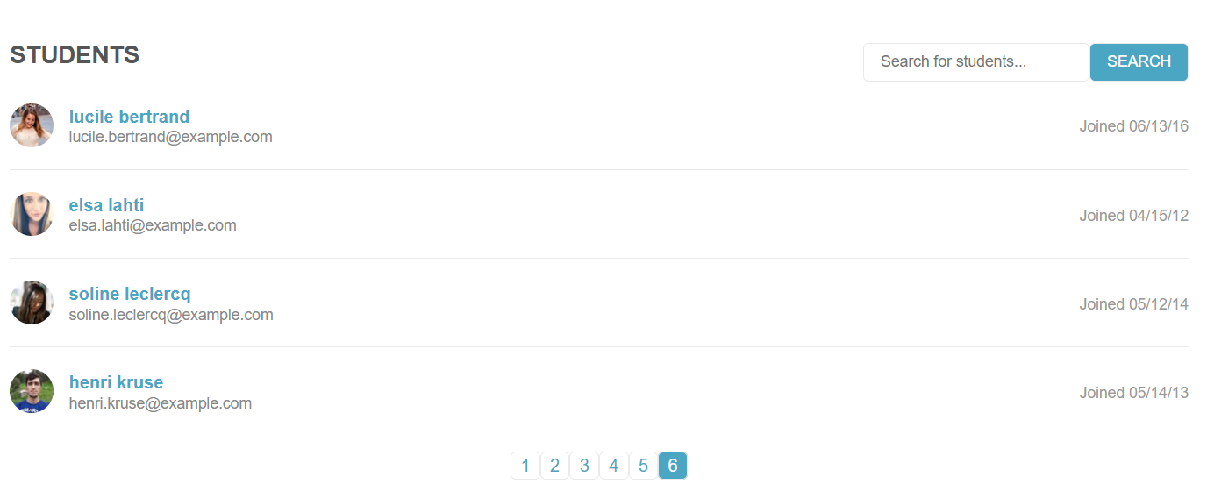 STUDENTS
Search for students...
SEARCH
lucile bertrand
lucile.bertrand@example.com
Joined 06/13/16
elsa lahti
elsa.lahti@example.com
Joined 04/15/12
soline leclercq
soline.leclercq@example.com
Joined 05/12/14
henri kruse
henri.kruse@example.com
Joined 05/14/13
1 2 3 4 5 6